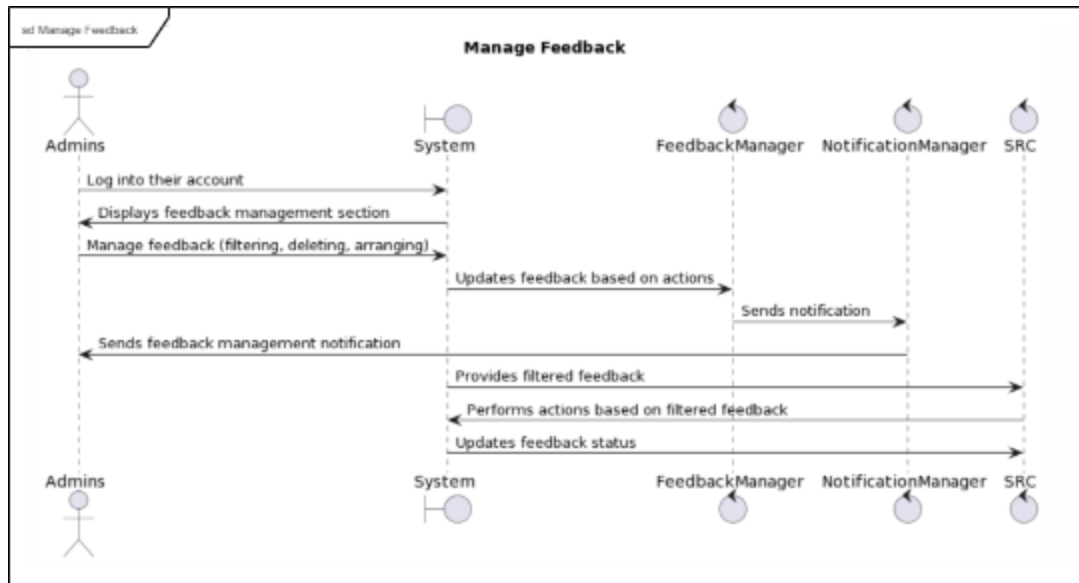 sd Manage Feedback
Manage Feedback
Admins System FeedbackManager NotificationManager SRC
Log into their account
Displays feedback management section
Manage feedback (filtering, deleting, arranging)
Updates feedback based on actions
Sends notification
Sends feedback management notification
Provides filtered feedback
Performs actions based on filtered feedback
Updates feedback status
Admins System FeedbackManager NotificationManager SRC